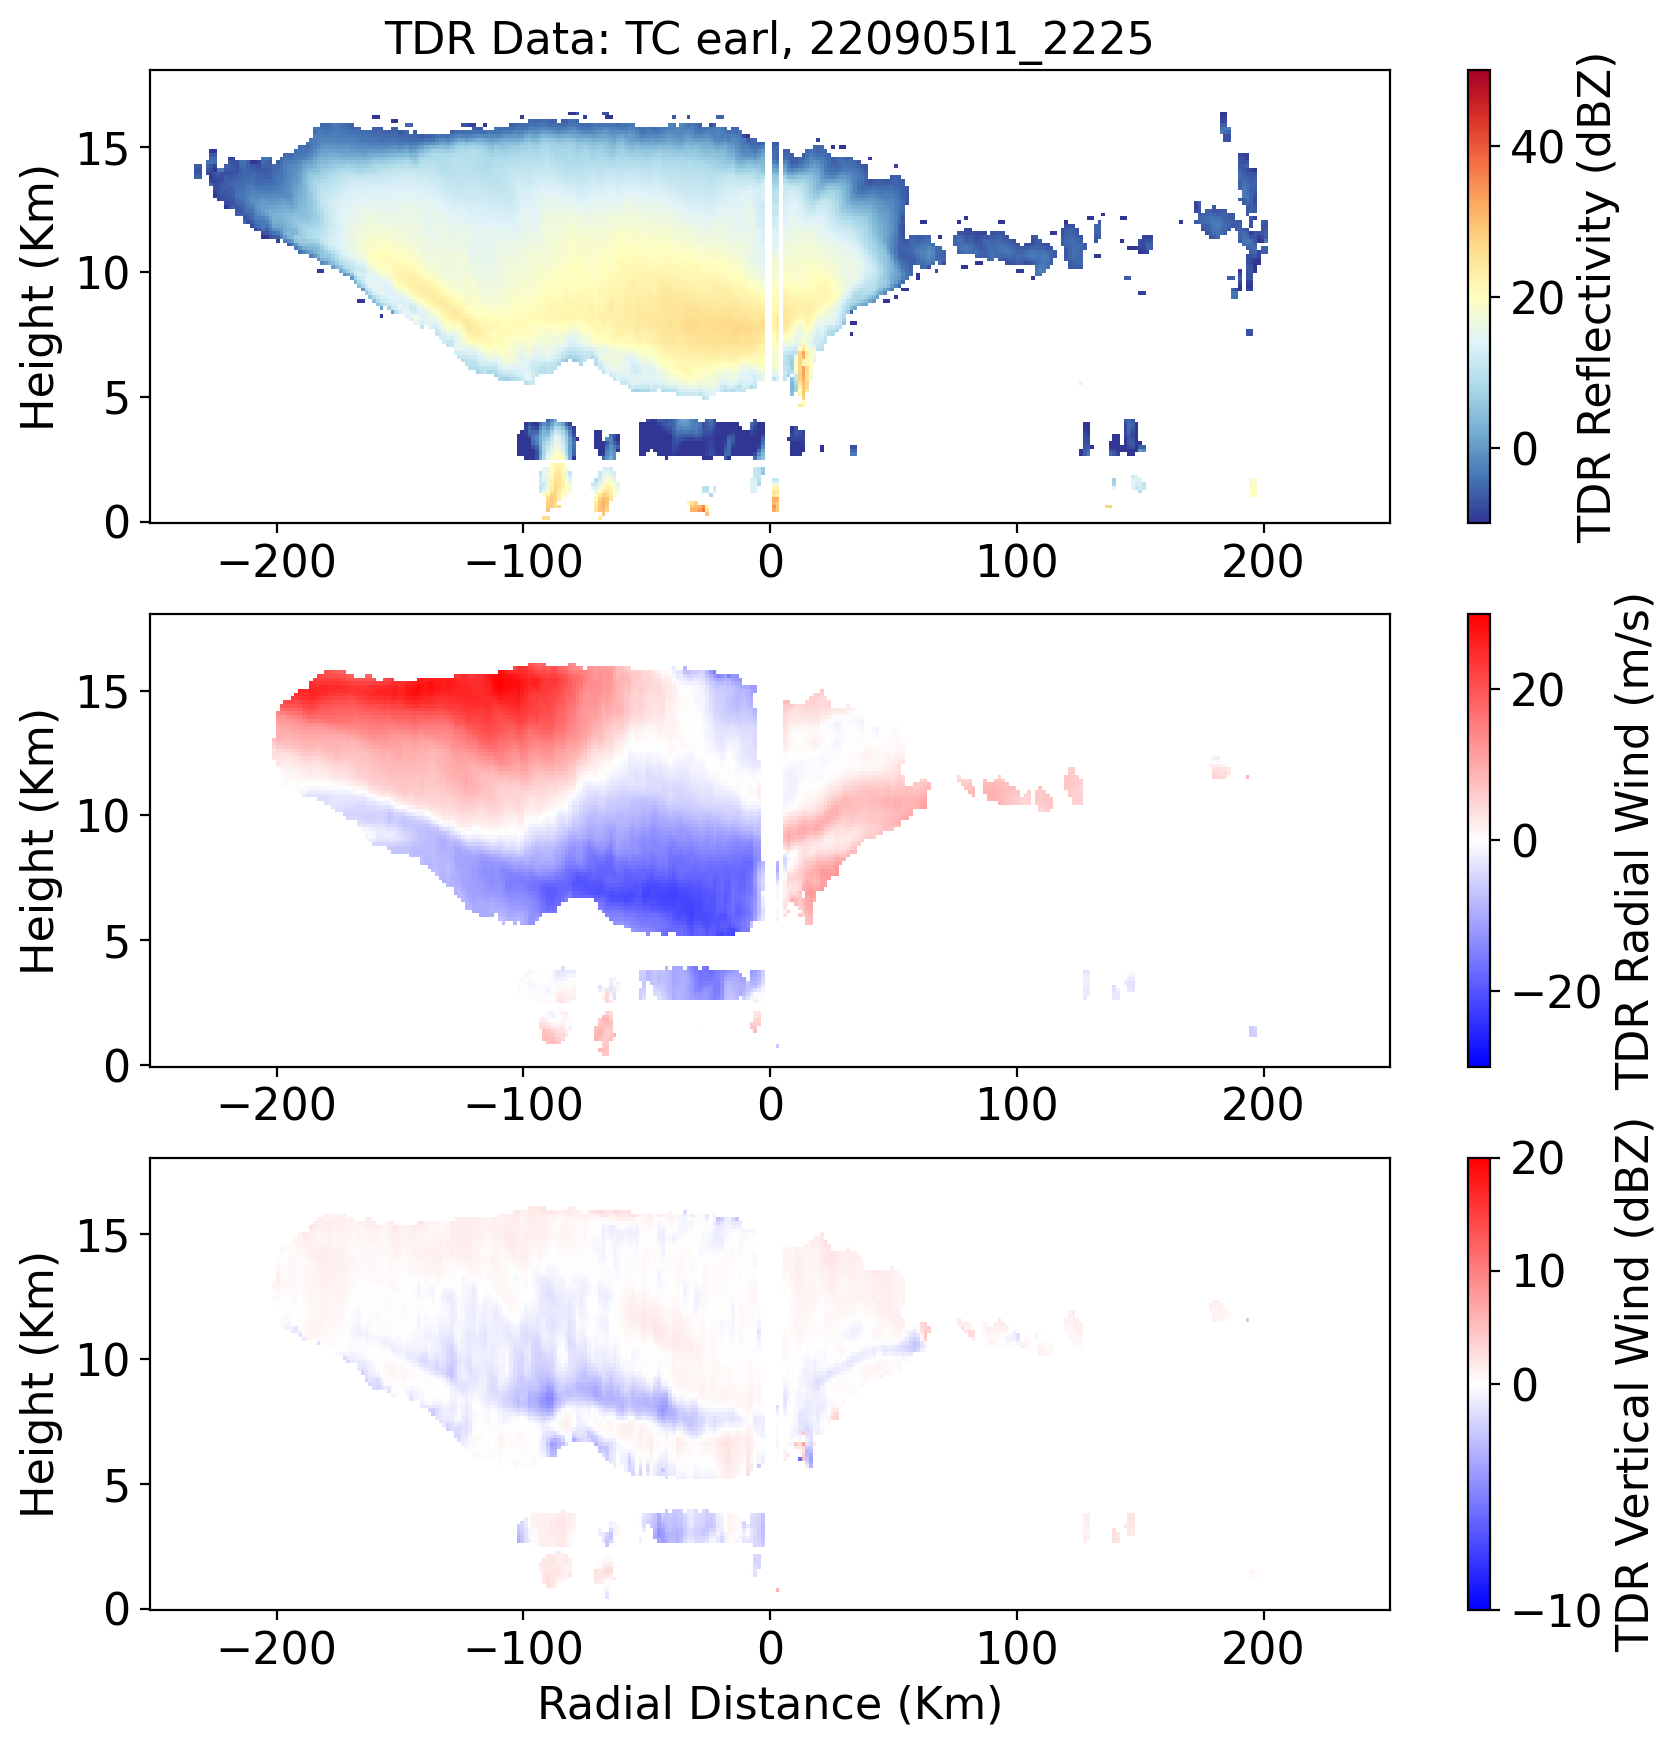 TDR Data: TC earl, 220905I1_2225
Height (Km)
15
10
5
0
−200 −100 0 100 200
40
20
0
TDR Reflectivity (dBZ)
Height (Km)
15
10
5
0
−200 −100 0 100 200
20
0
−20
TDR Radial Wind (m/s)
Height (Km)
15
10
5
0
−200 −100 0 100 200
Radial Distance (Km)
20
10
0
−10
TDR Vertical Wind (dBZ)